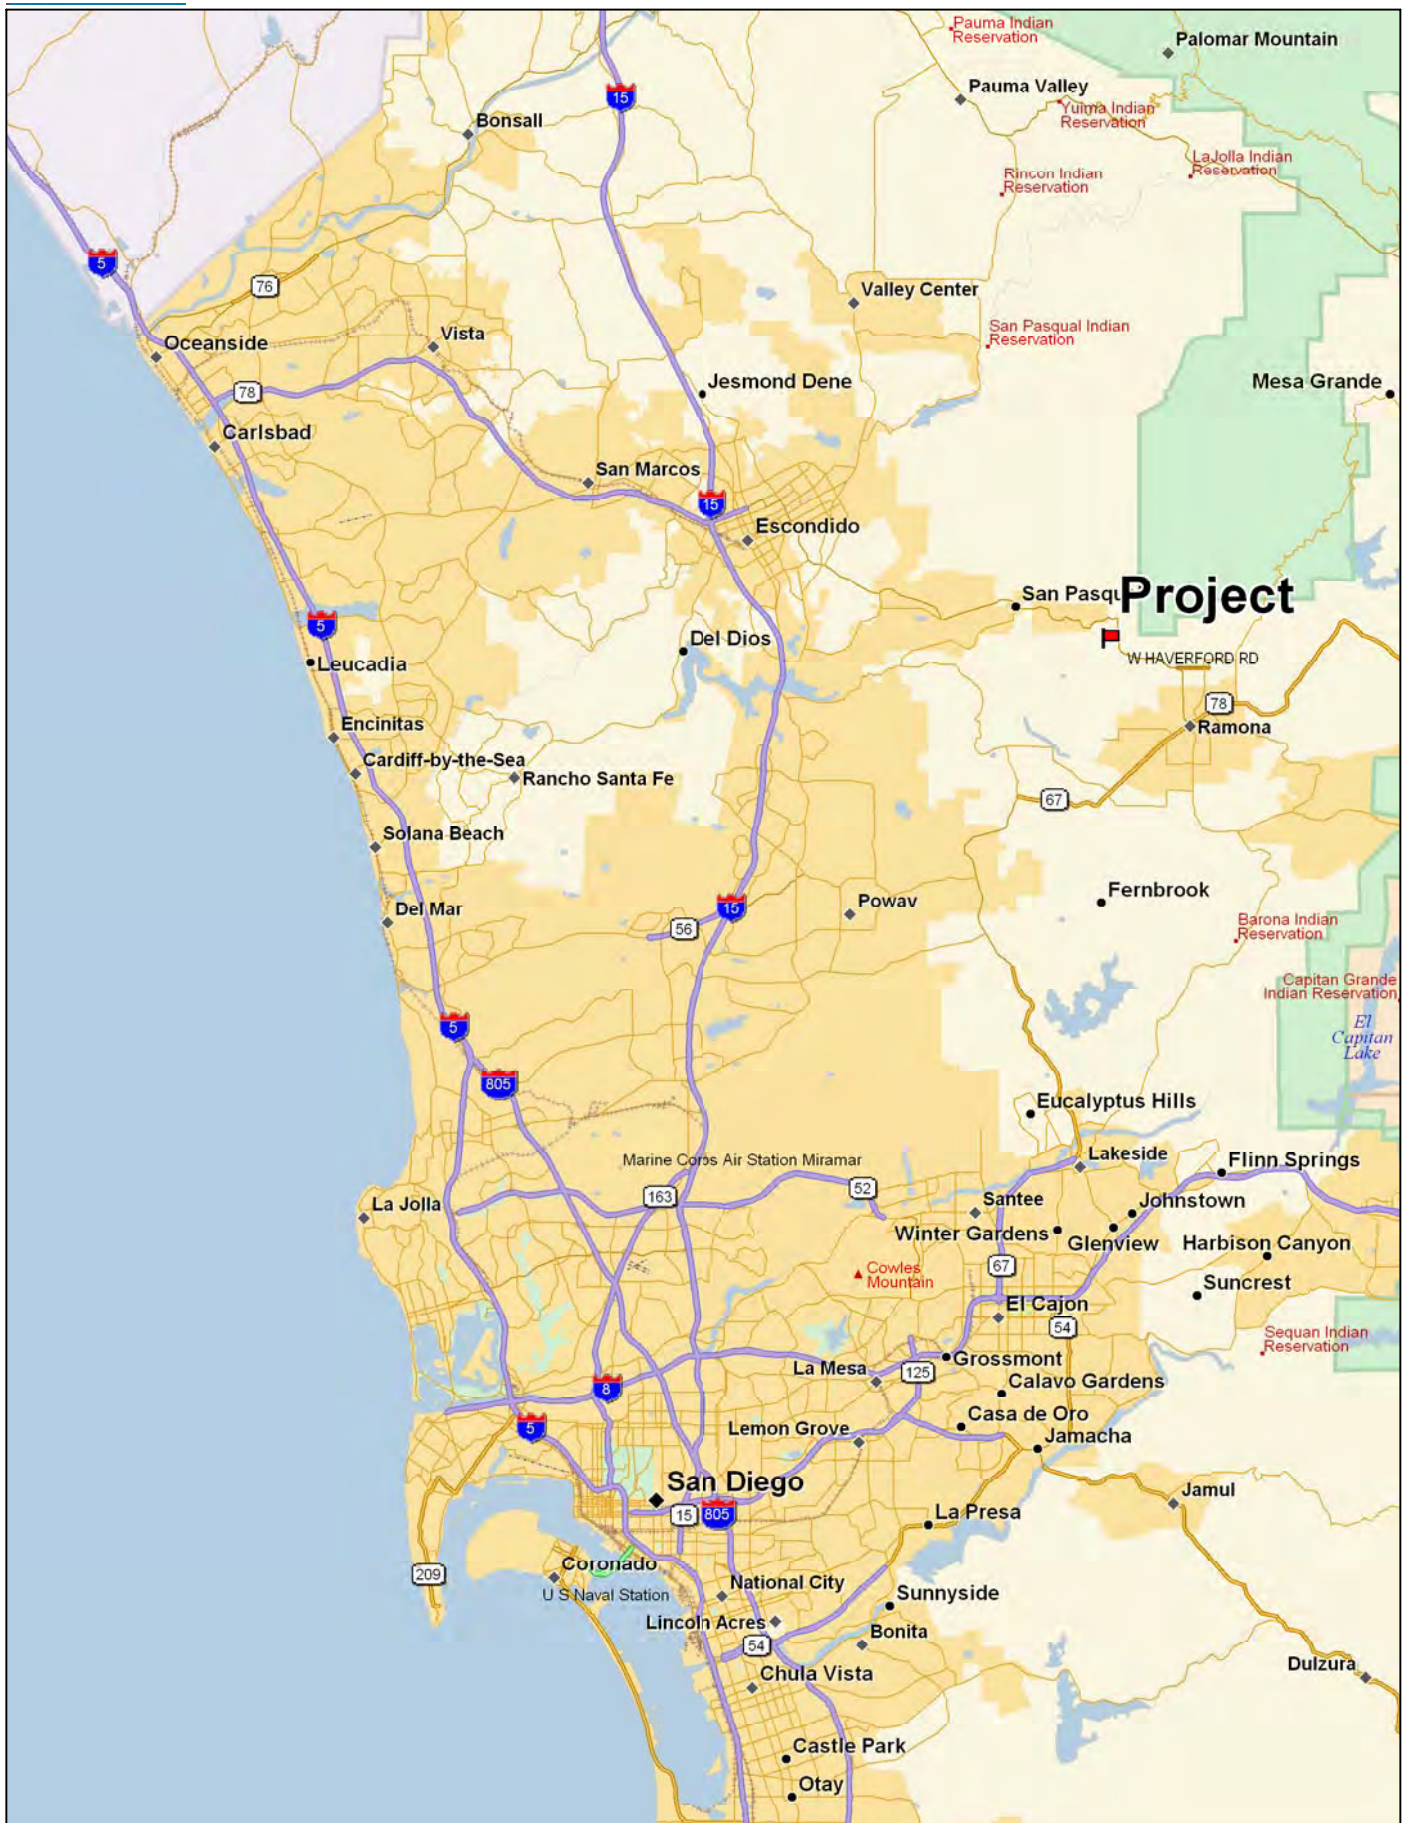 Pauma Indian
Reservation
Palomar Mountain
15
Pauma Valley
Yuima Indian
Reservation
Bonsall
LaJolla Indian
Reservation
Rincon Indian
Reservation
5
76
Valley Center
San Pasqual Indian
Reservation
Oceanside
Vista
Jesmond Dene
Mesa Grande
78
Carlsbad
San Marcos
15
Escondido
San Pasqu
Project
5
Del Dios
Leucadia
W HAVERFORD RD
78
Encinitas
Ramona
Cardiff-by-the-Sea
Rancho Santa Fe
67
Solana Beach
Fernbrook
Del Mar
15
Poway
56
Barona Indian
Reservation
Capitan Grande
Indian Reservation
El
Capitan
Lake
5
805
Eucalyptus Hills
Marine Corps Air Station Miramar
Lakeside
Flinn Springs
52
163
La Jolla
Santee
Johnstown
Winter Gardens
Glenview
Harbison Canyon
67
Cowles
Mountain
Suncrest
El Cajon
54
Sequan Indian
Reservation
Grossmont
La Mesa
125
Calavo Gardens
8
5
Casa de Oro
Lemon Grove
Jamacha
San Diego
15
805
Jamul
La Presa
Coronado
209
National City
U S Naval Station
Sunnyside
Lincoln Acres
Bonita
54
Dulzura
Chula Vista
Castle Park
Otay